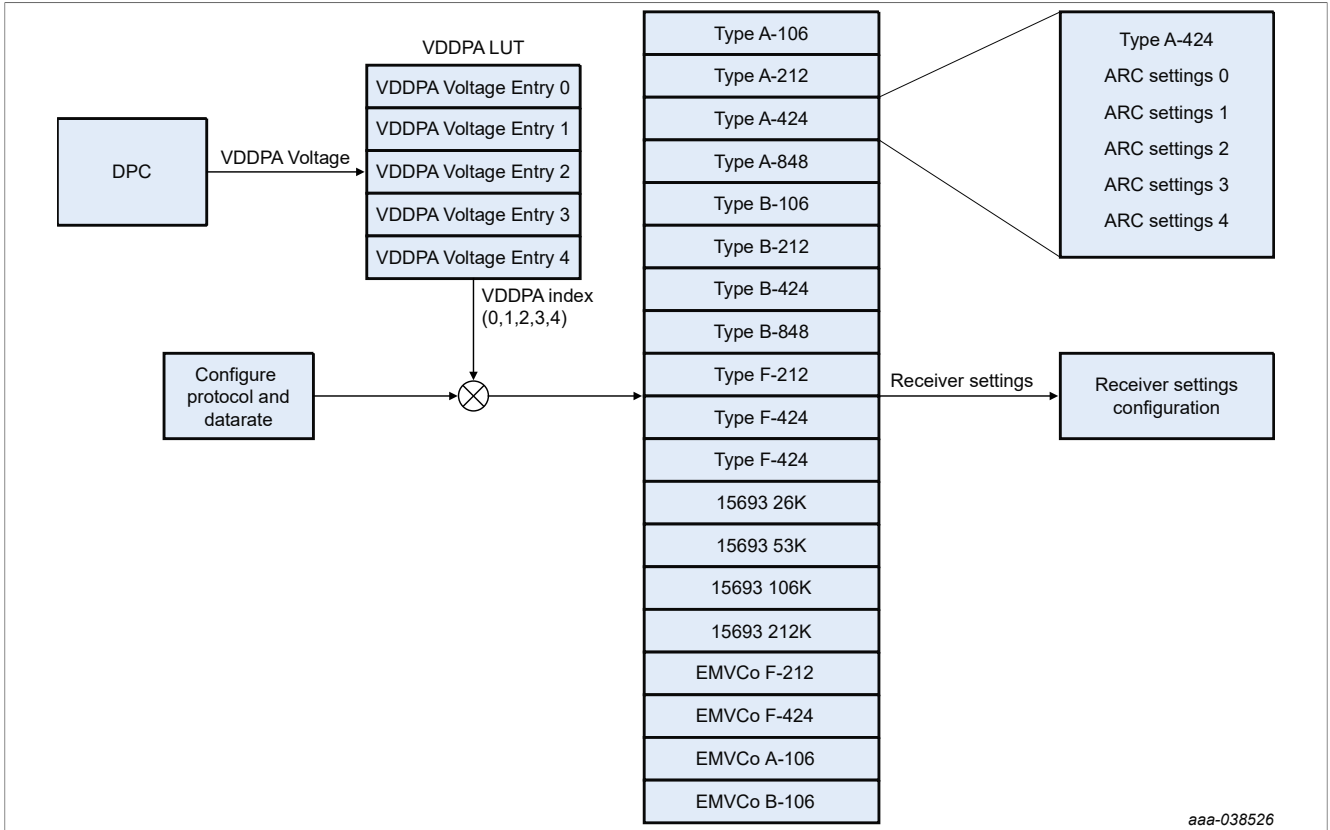 VDDPA LUT
VDDPA Voltage Entry 0
VDDPA Voltage Entry 1
VDDPA Voltage Entry 2
VDDPA Voltage Entry 3
VDDPA Voltage Entry 4
DPC
VDDPA Voltage
VDDPA index
(0,1,2,3,4)
Configure
protocol and
datarate
Type A-106
Type A-212
Type A-424
Type A-848
Type B-106
Type B-212
Type B-424
Type B-848
Type F-212
Type F-424
Type F-424
15693 26K
15693 53K
15693 106K
15693 212K
EMVCo F-212
EMVCo F-424
EMVCo A-106
EMVCo B-106
Type A-424
ARC settings 0
ARC settings 1
ARC settings 2
ARC settings 3
ARC settings 4
Receiver settings
Receiver settings
configuration
aaa-038526